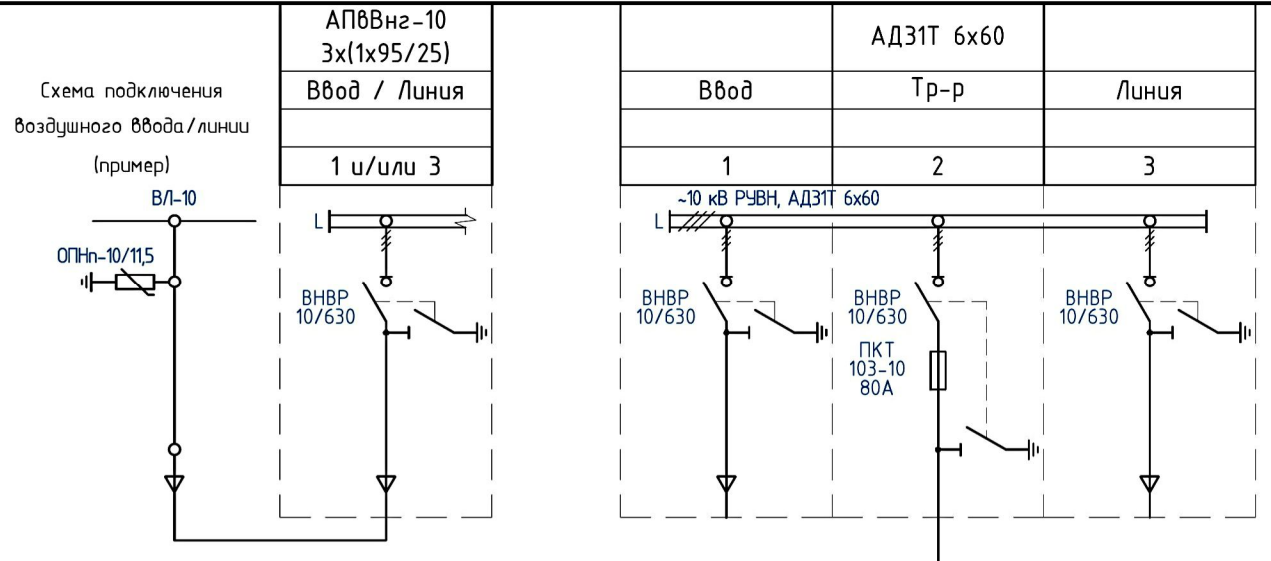 АПвВнг-10
3х(1х95/25)
Ввод / Линия
1 и/или 3
Схема подключения
воздушного ввода/линии
(пример)
ВЛ-10
ОПНп-10/11,5
L
ВНВР
10/630
АД31Т 6х60
Ввод
Тр-р
Линия
1
2
3
~10 кВ РУВН, АД31Т 6х60
L
ВНВР
10/630
ВНВР
10/630
ПКТ
103-10
80А
ВНВР
10/630